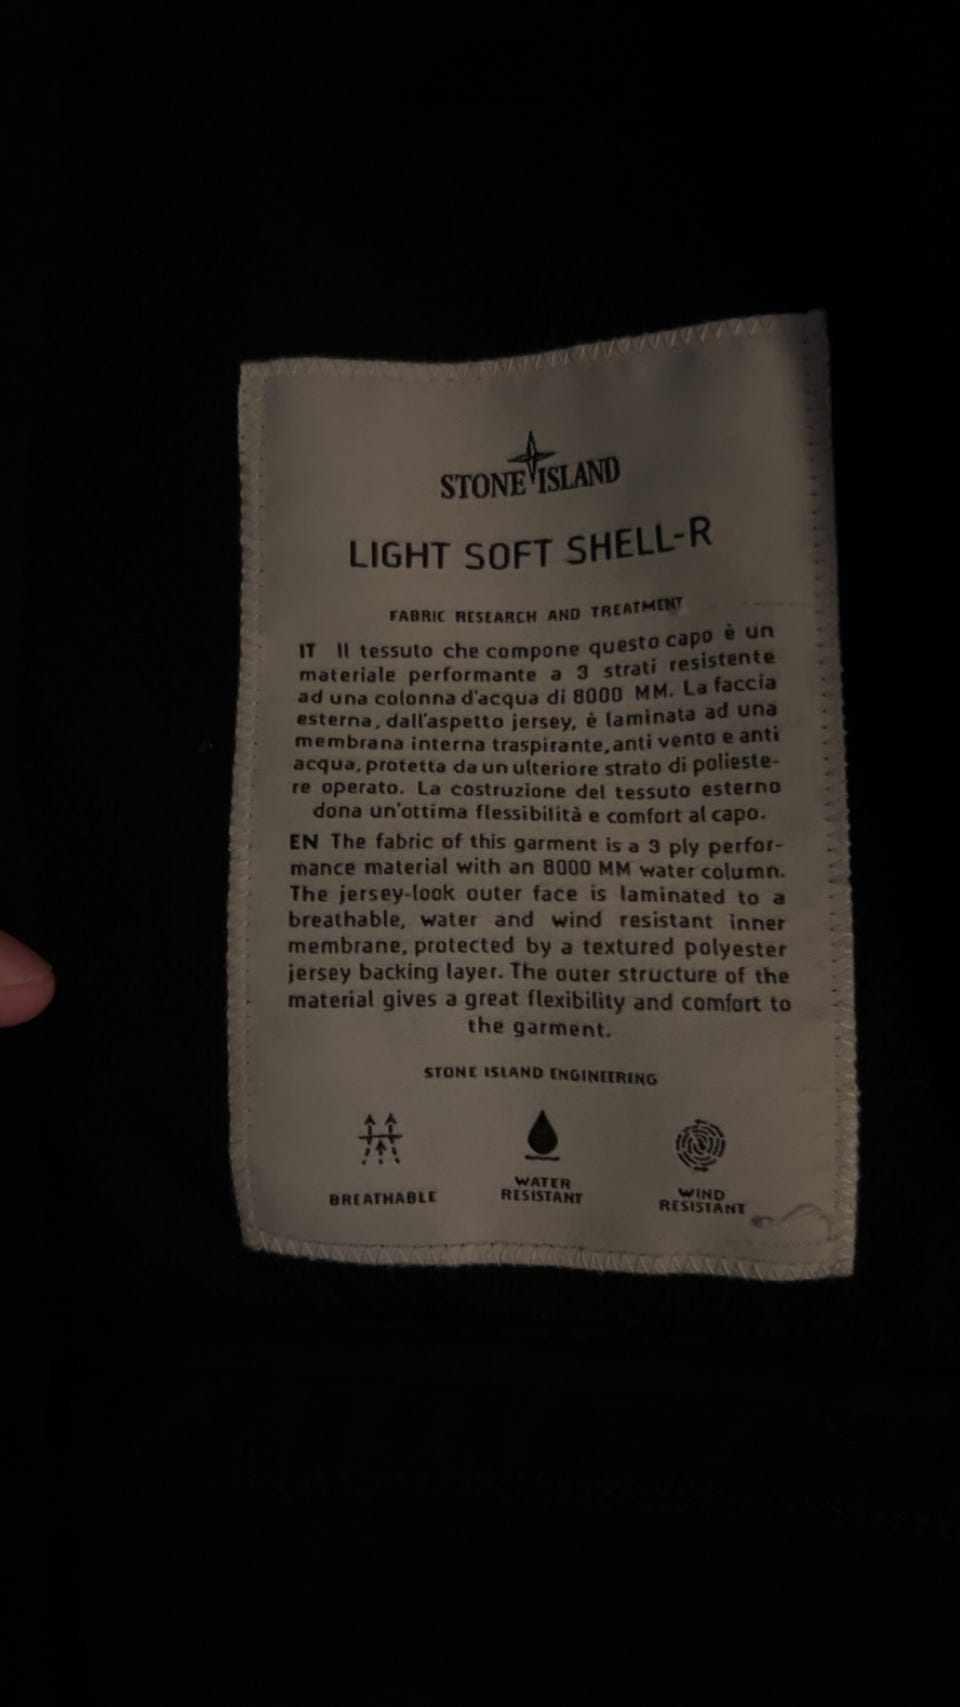 STONE ISLAND
LIGHT SOFT SHELL-R
FABRIC RESEARCH AND TREATMENT
IT Il tessuto che compone questo capo è un
materiale performante a 3 strati resistente
ad una colonna d'acqua di 8000 MM. La faccia
esterna, dall'aspetto jersey, è laminata ad una
membrana interna traspirante, anti vento e anti
acqua, protetta da un ulteriore strato di polieste-
re operato. La costruzione del tessuto esterno
dona un'ottima flessibilità e comfort al capo.
EN The fabric of this garment is a 3 ply perfor-
mance material with an 8000 MM water column.
The jersey-look outer face is laminated to a
breathable, water and wind resistant inner
membrane, protected by a textured polyester
jersey backing layer. The outer structure of the
material gives a great flexibility and comfort to
the garment.
STONE ISLAND ENGINEERING
BREATHABLE
WATER
RESISTANT
WIND
RESISTANT